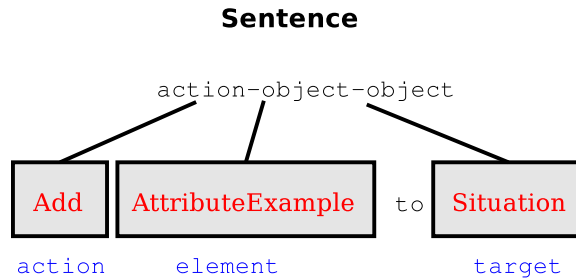 Sentence
action-object-object
Add AttributeExample to Situation
action element target